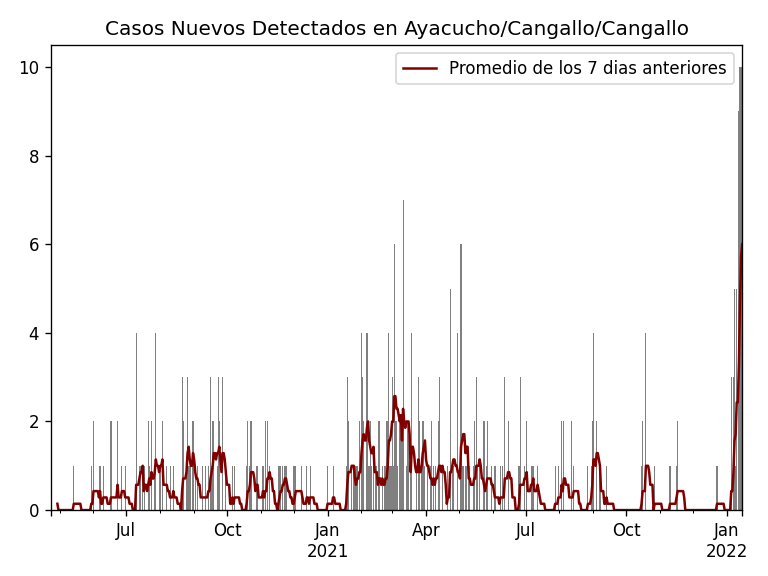 Casos Nuevos Detectados en Ayacucho/Cangallo/Cangallo
Promedio de los 7 dias anteriores
10
8
6
4
2
0
Jul
Oct
Jan
2021
Apr
Jul
Oct
Jan
2022